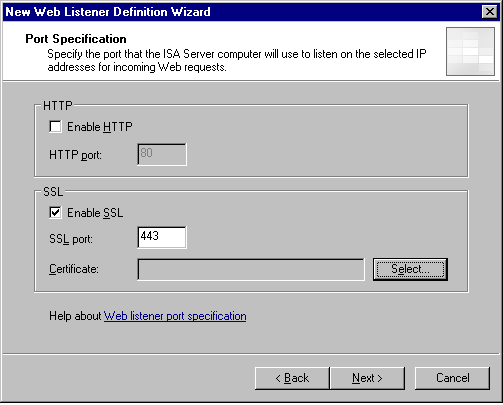 New Web Listener Definition Wizard
Port Specification
Specify the port that the ISA Server computer will use to listen on the selected IP
addresses for incoming Web requests.
HTTP
Enable HTTP
HTTP port: 80
SSL
Enable SSL
SSL port: 443
Certificate: Select...
Help about Web listener port specification
< Back Next > Cancel